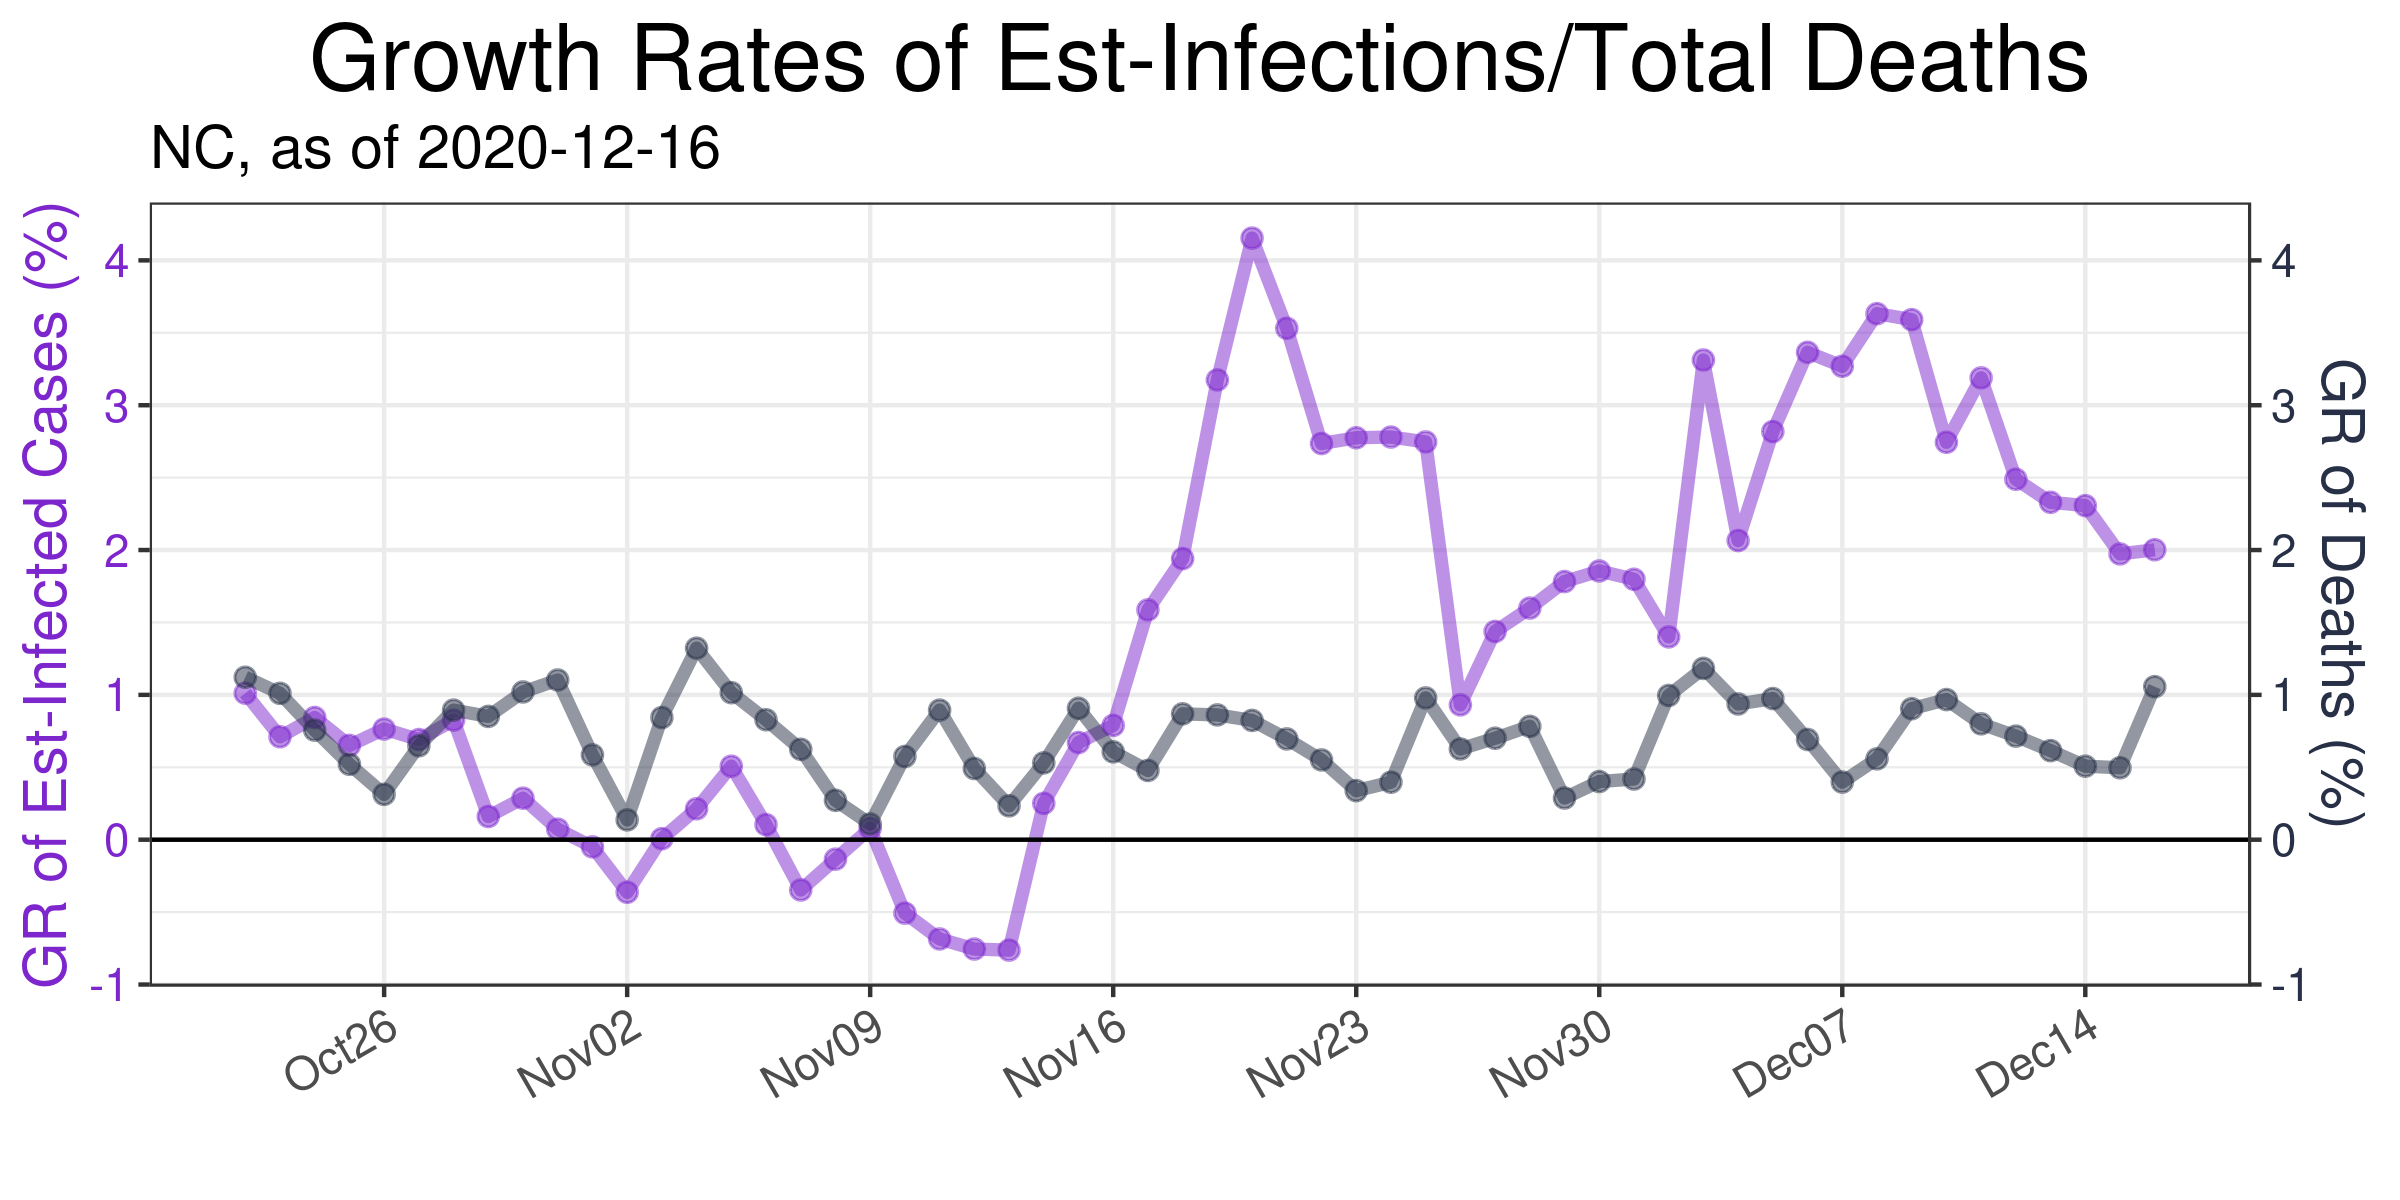 Growth Rates of Est-Infections/Total Deaths
NC, as of 2020-12-16
GR of Est-Infected Cases (%)
4
3
2
1
0
-1
4
3
2
1
0
-1
GR of Deaths (%)
Oct26
Nov02
Nov09
Nov16
Nov23
Nov30
Dec07
Dec14